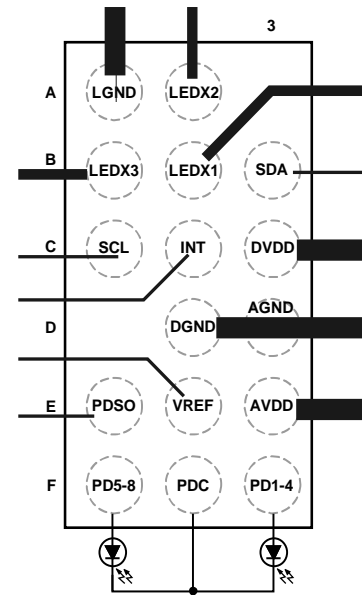 3
A LGND LEDX2
B LEDX3 LEDX1 SDA
C SCL INT DVDD
AGND
D DGND
E PDSO VREF AVDD
F PD5-8 PDC PD1-4